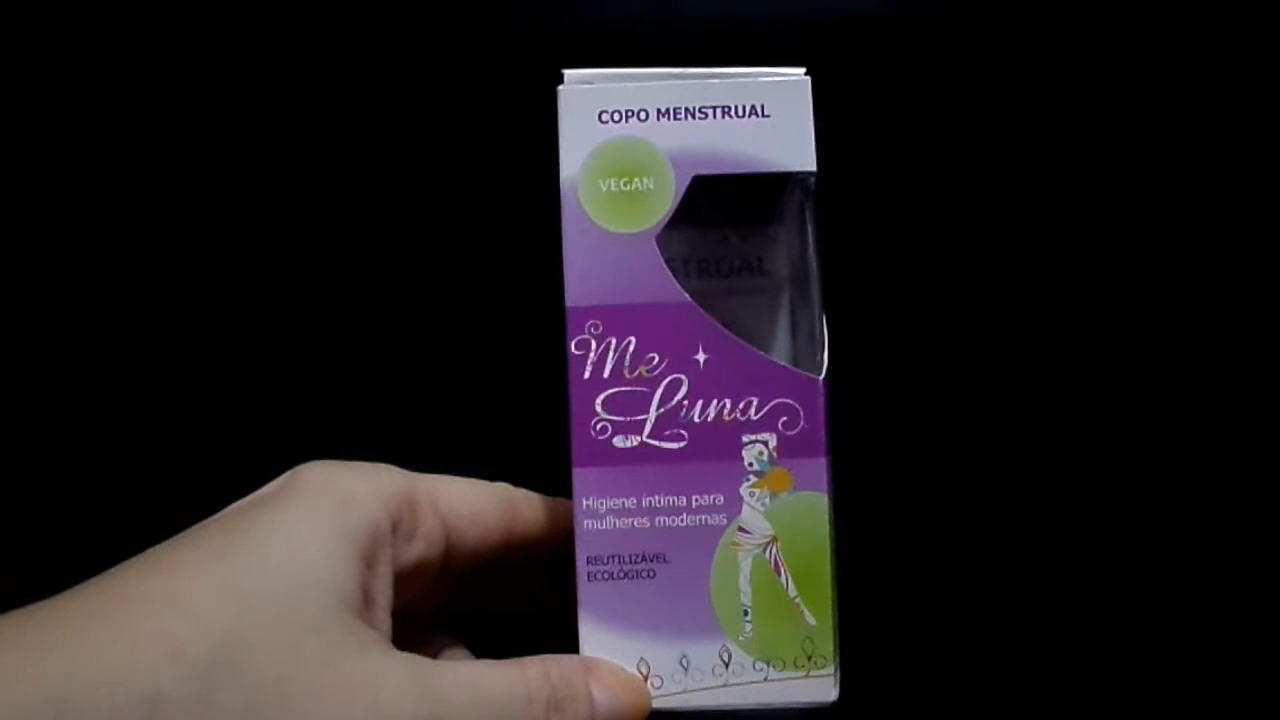 COPO MENSTRUAL
VEGAN
STRUAL
Me
Luna
Higiene íntima para
mulheres modernas
REUTILIZÁVEL
ECOLÓGICO